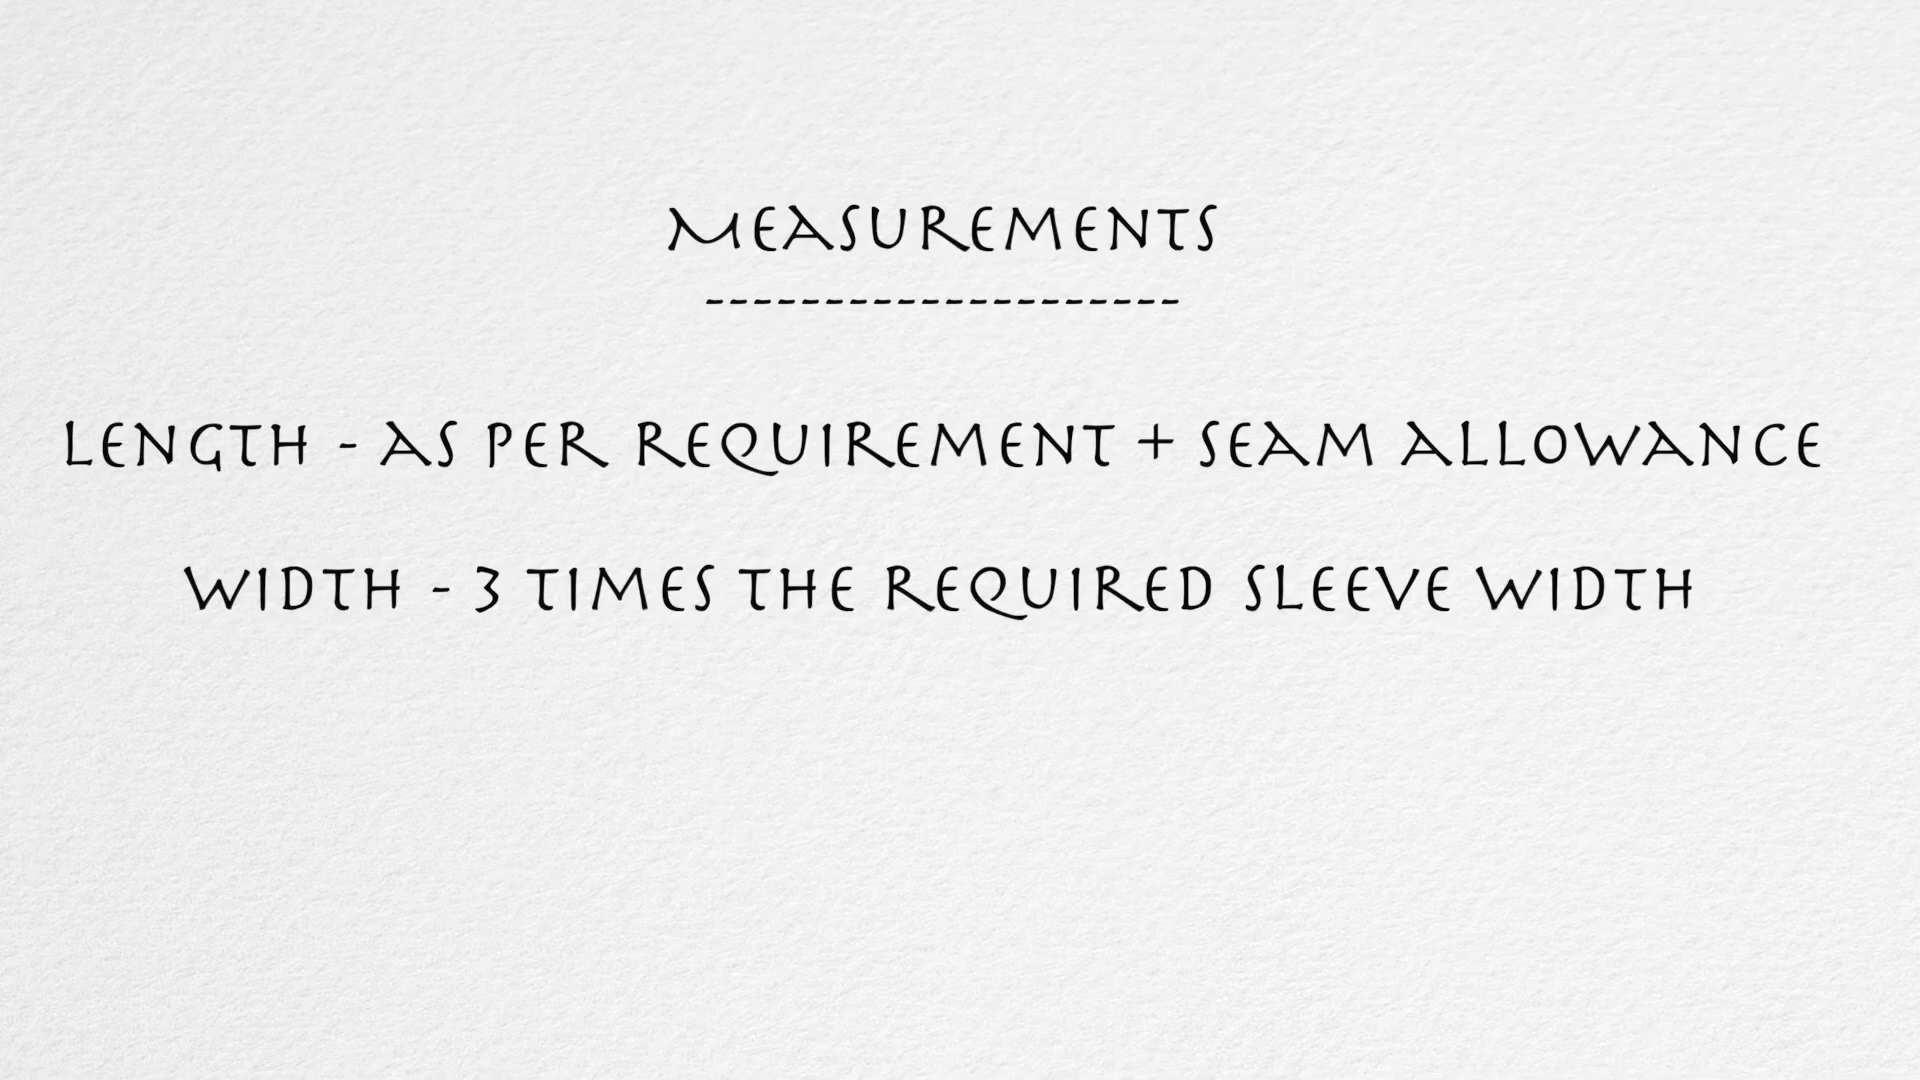 Measurements
--------------------
Length - As per requirement + seam allowance
Width - 3 times the required sleeve width